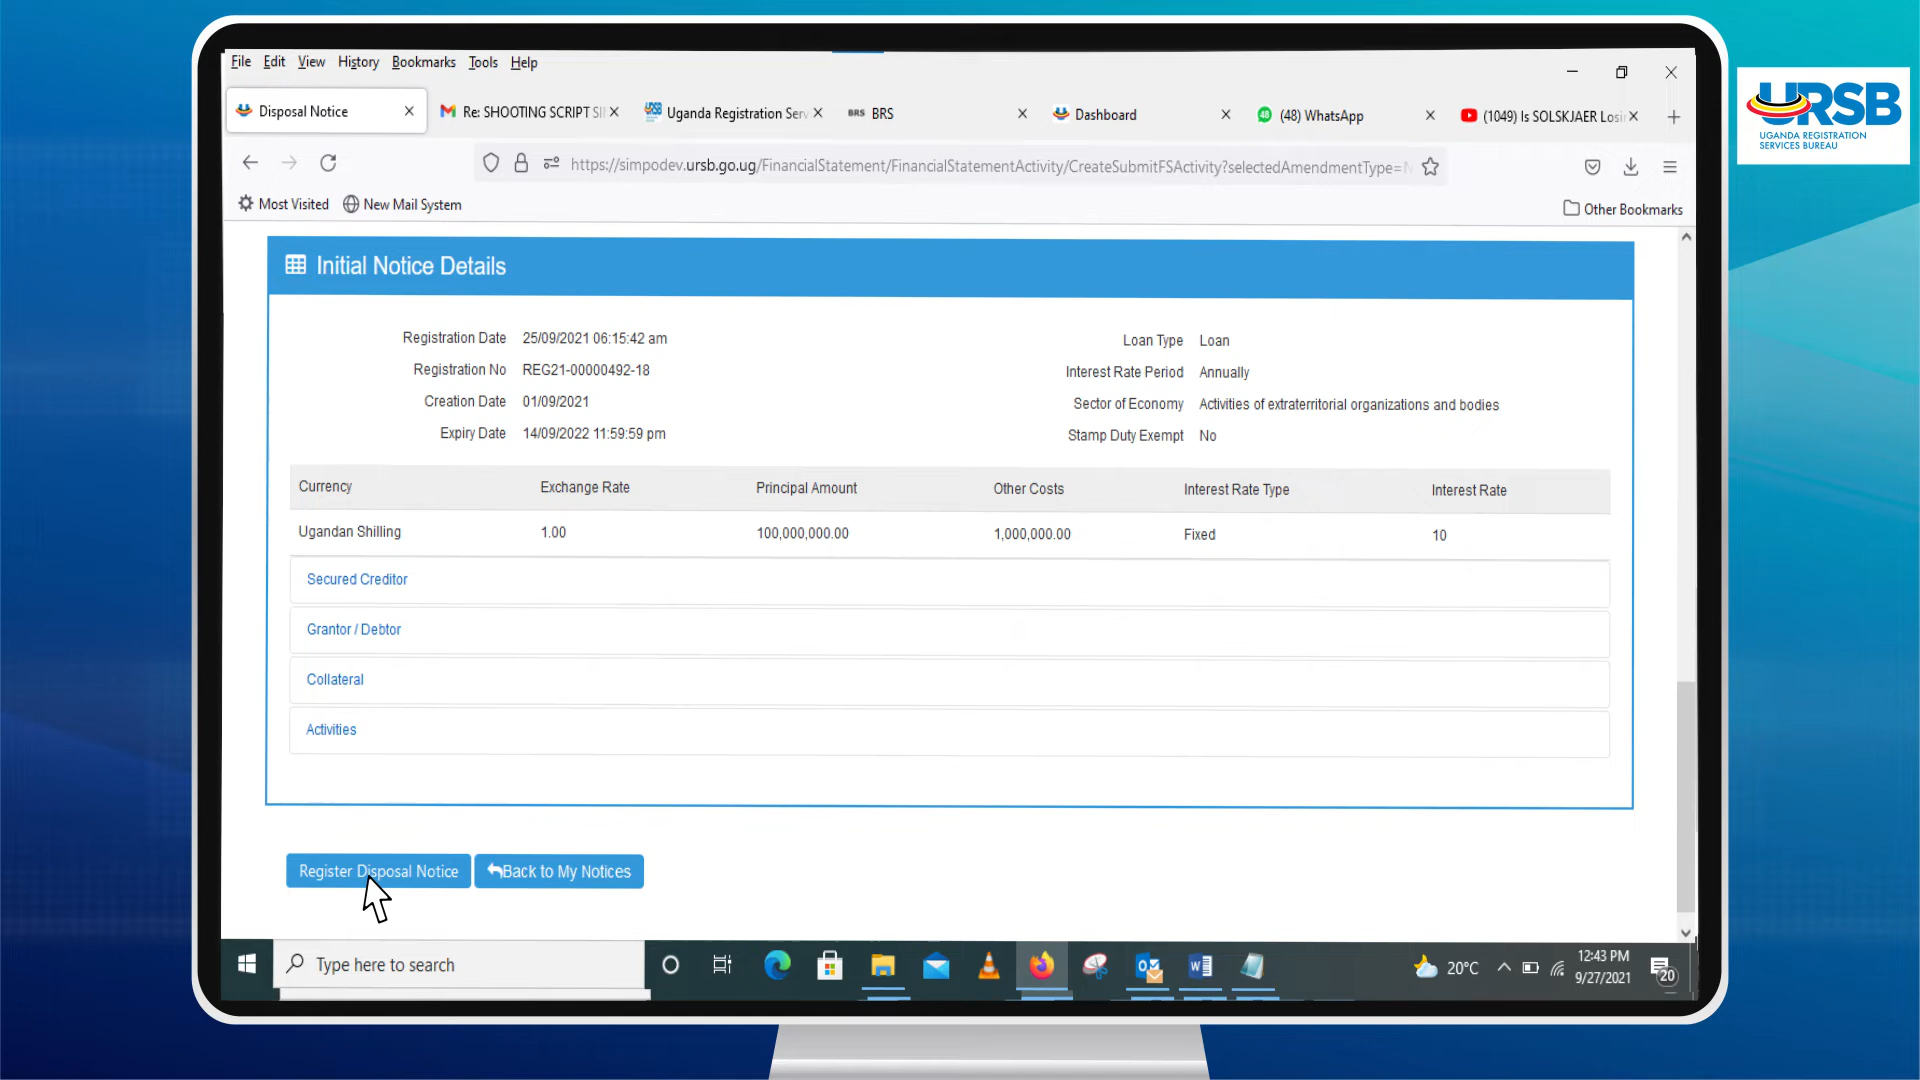 File Edit View History Bookmarks Tools Help
Disposal Notice
Re: SHOOTING SCRIPT SI
Uganda Registration Serv
BRS BRS
Dashboard
(48) WhatsApp
(1049) Is SOLSKJAER Losi
https://simpodev.ursb.go.ug/FinancialStatement/FinancialStatementActivity/CreateSubmitFSActivity?selectedAmendmentType=
Most Visited
New Mail System
Other Bookmarks
URSB
UGANDA REGISTRATION
SERVICES BUREAU
Initial Notice Details
Registration Date 25/09/2021 06:15:42 am
Registration No REG21-00000492-18
Creation Date 01/09/2021
Expiry Date 14/09/2022 11:59:59 pm
Loan Type Loan
Interest Rate Period Annually
Sector of Economy Activities of extraterritorial organizations and bodies
Stamp Duty Exempt No
Currency Exchange Rate Principal Amount Other Costs Interest Rate Type Interest Rate
Ugandan Shilling 1.00 100,000,000.00 1,000,000.00 Fixed 10
Secured Creditor
Grantor / Debtor
Collateral
Activities
Register Disposal Notice
Back to My Notices
Type here to search
20°C
12:43 PM
9/27/2021
20